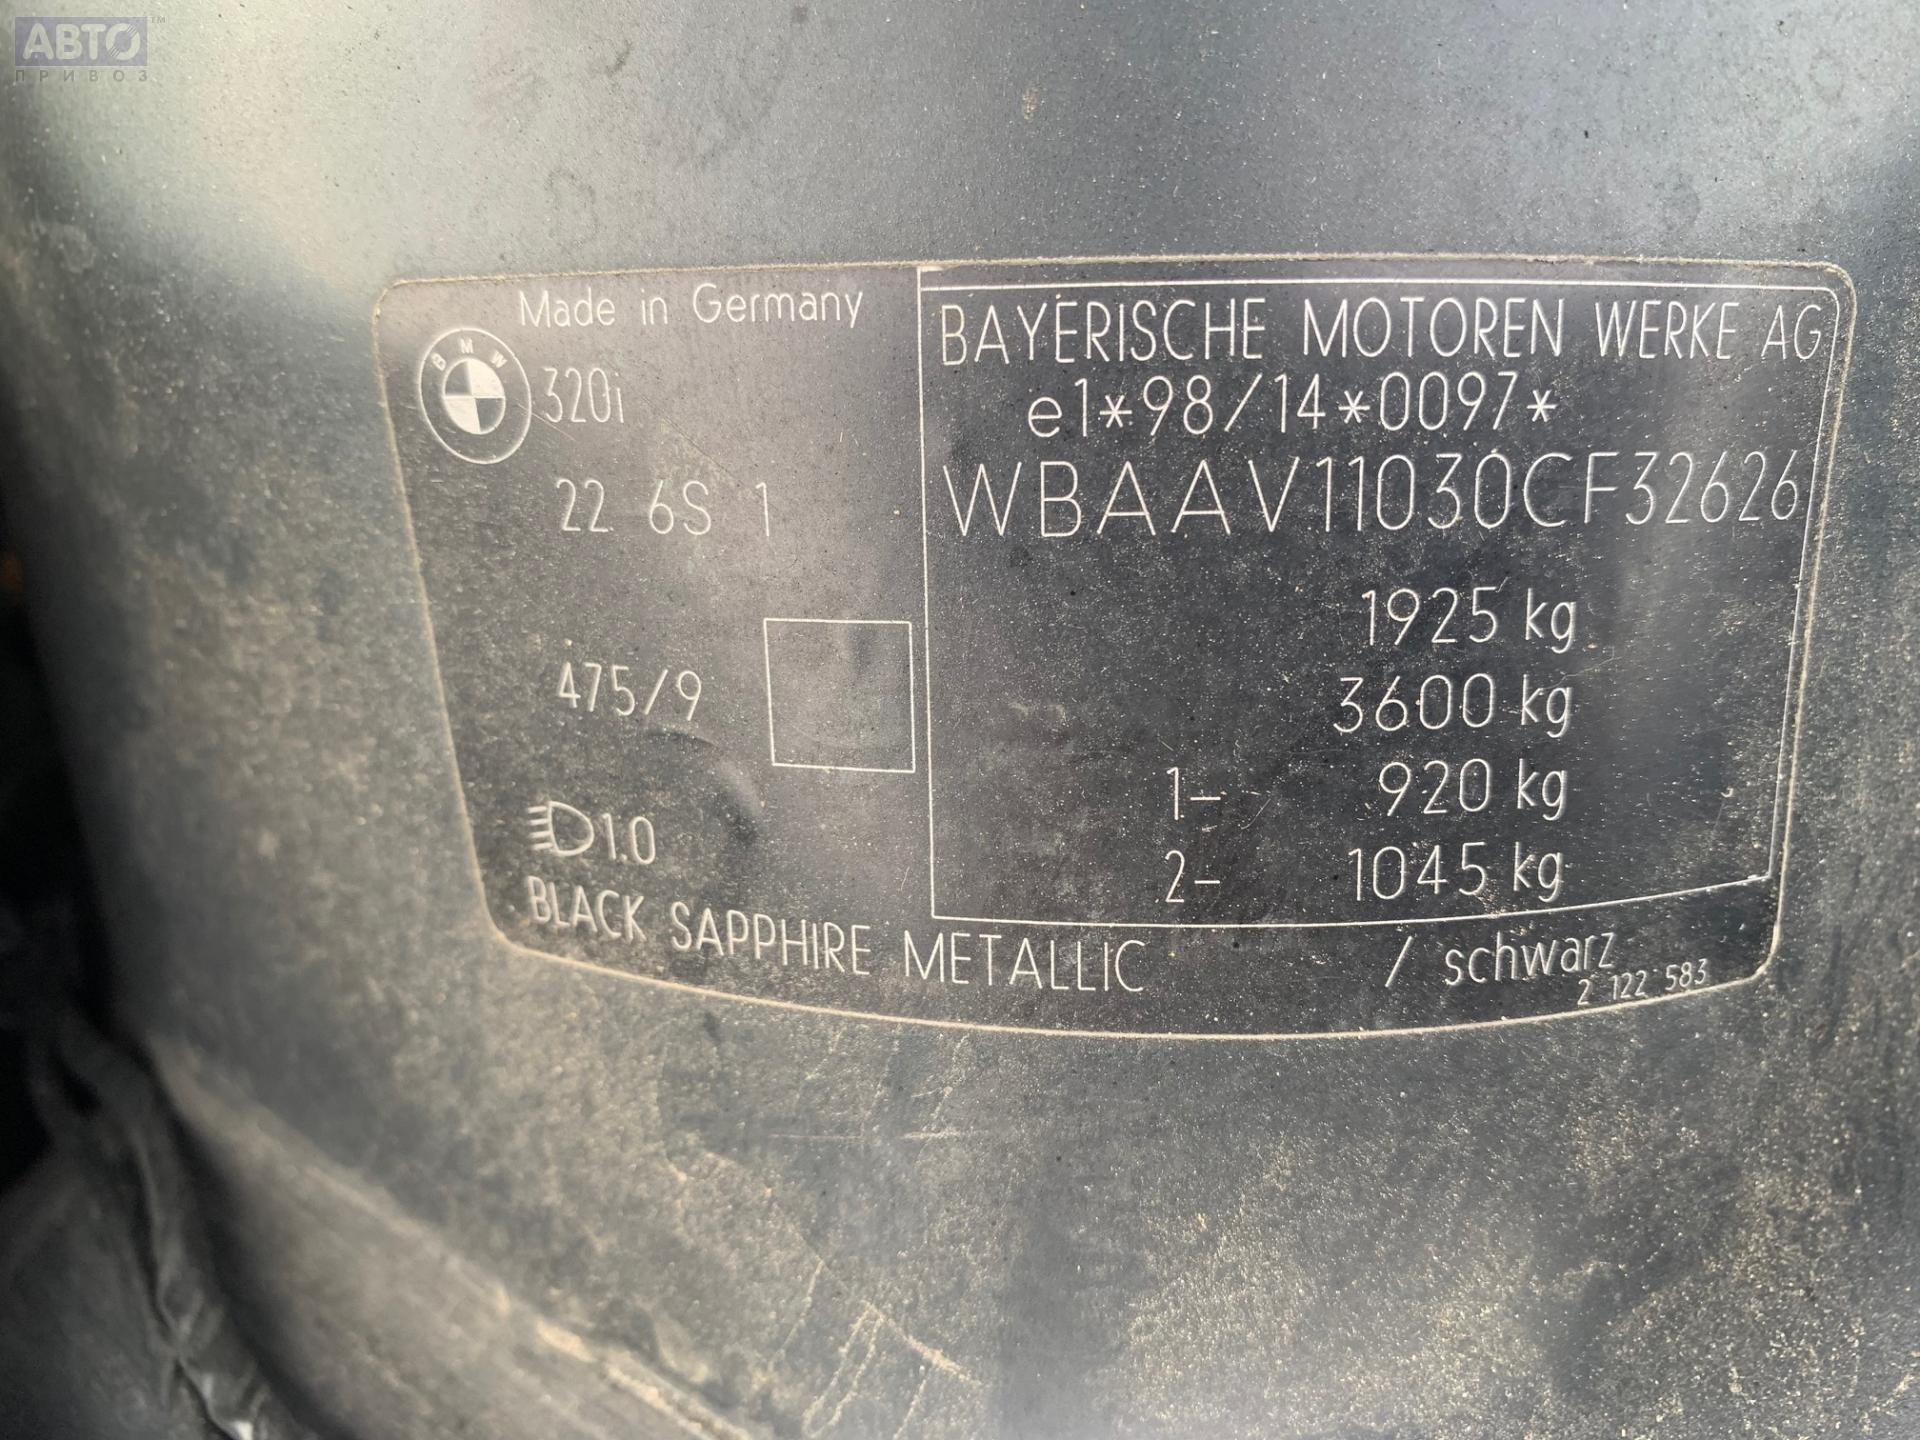 АВТО™
ПРИВОЗ
Made in Germany
BMW
320i
22 6S 1
475/9
1.0
BLACK SAPPHIRE METALLIC / schwarz
2 122 583
BAYERISCHE MOTOREN WERKE AG
e1*98/14*0097*
WBAAV11030CF32626
1925 kg
3600 kg
1- 920 kg
2- 1045 kg